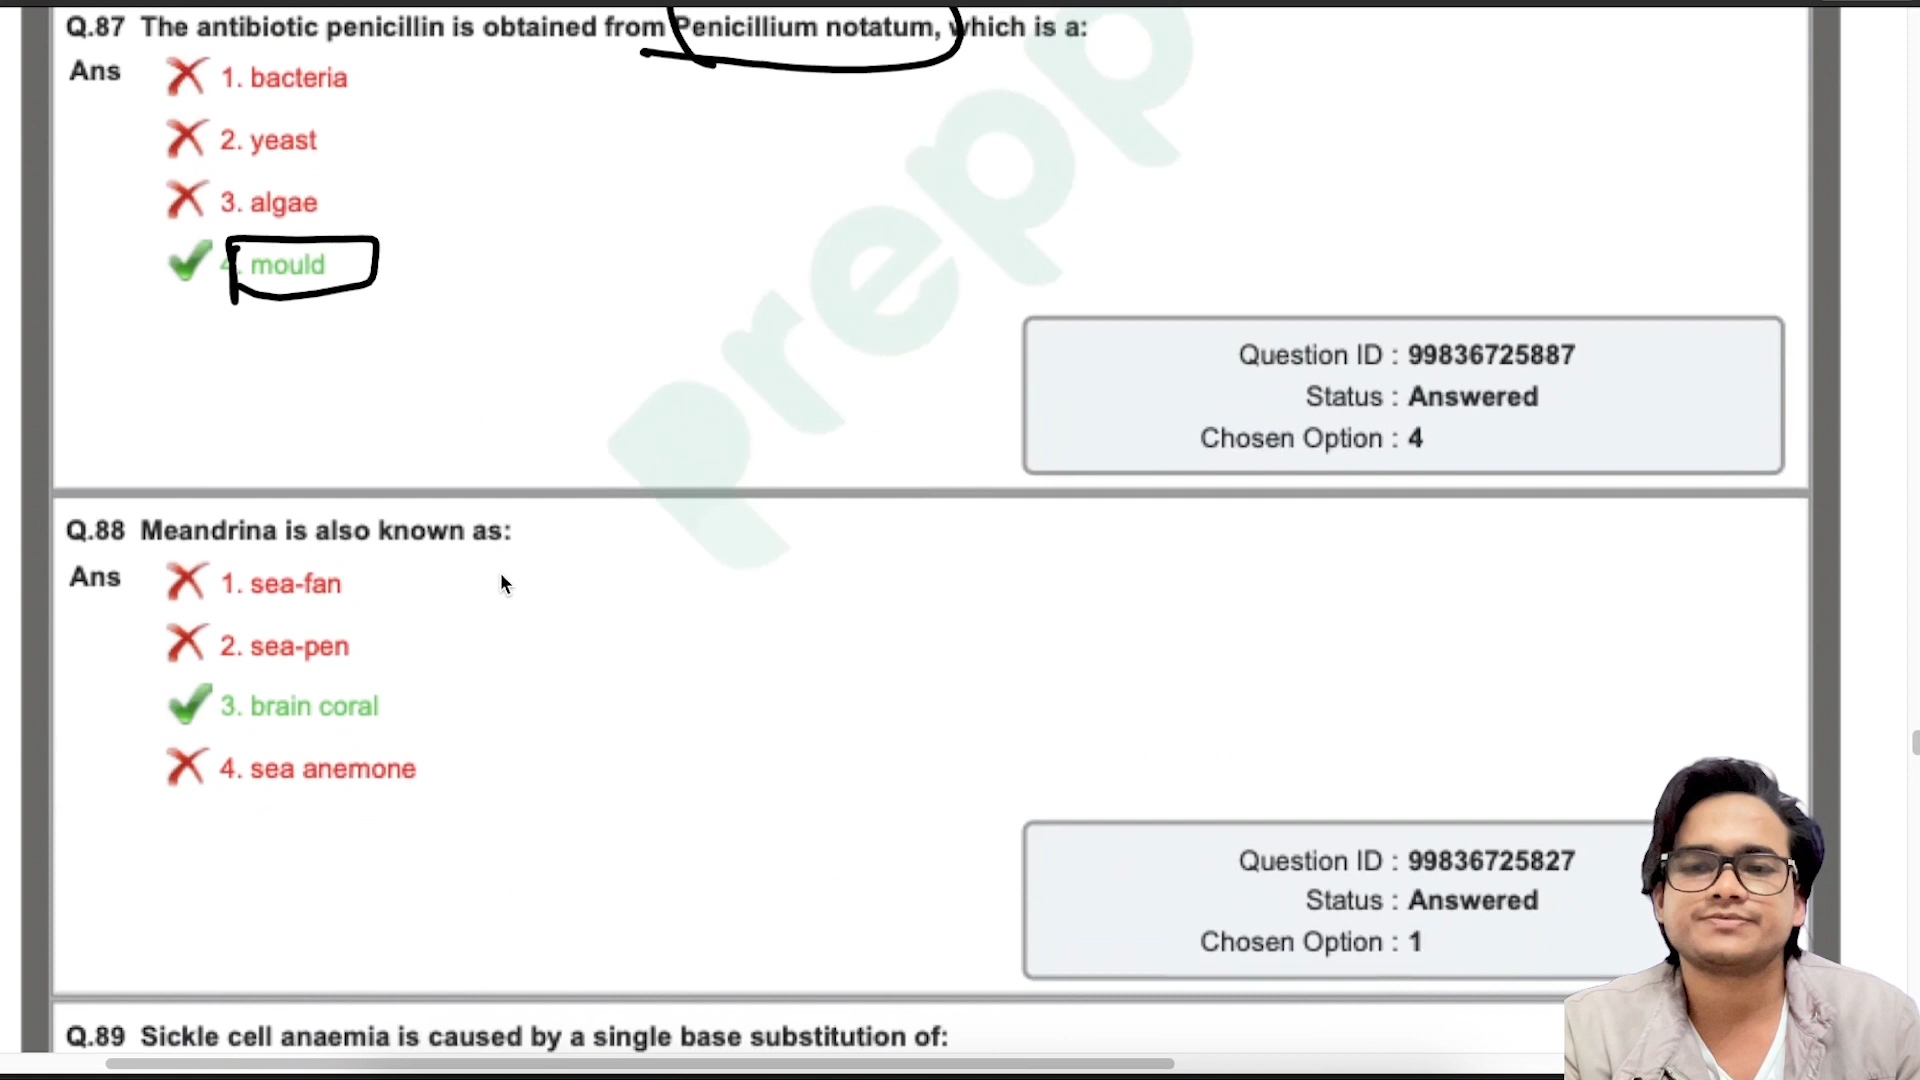 Q.87 The antibiotic penicillin is obtained from Penicillium notatum, which is a:
Ans
1. bacteria
2. yeast
3. algae
4. mould
prepp
Question ID : 99836725887
Status : Answered
Chosen Option : 4
Q.88 Meandrina is also known as:
Ans
1. sea-fan
2. sea-pen
3. brain coral
4. sea anemone
Question ID : 99836725827
Status : Answered
Chosen Option : 1
Q.89 Sickle cell anaemia is caused by a single base substitution of: